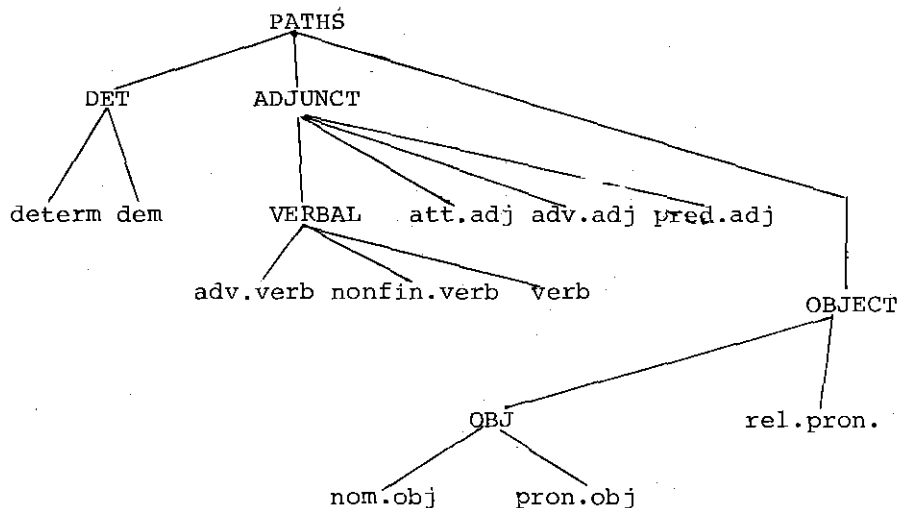 PATHS
DET ADJUNCT
determ dem VERBAL att.adj adv.adj pred.adj
adv.verb nonfin.verb verb
OBJECT
OBJ rel.pron.
nom.obj pron.obj